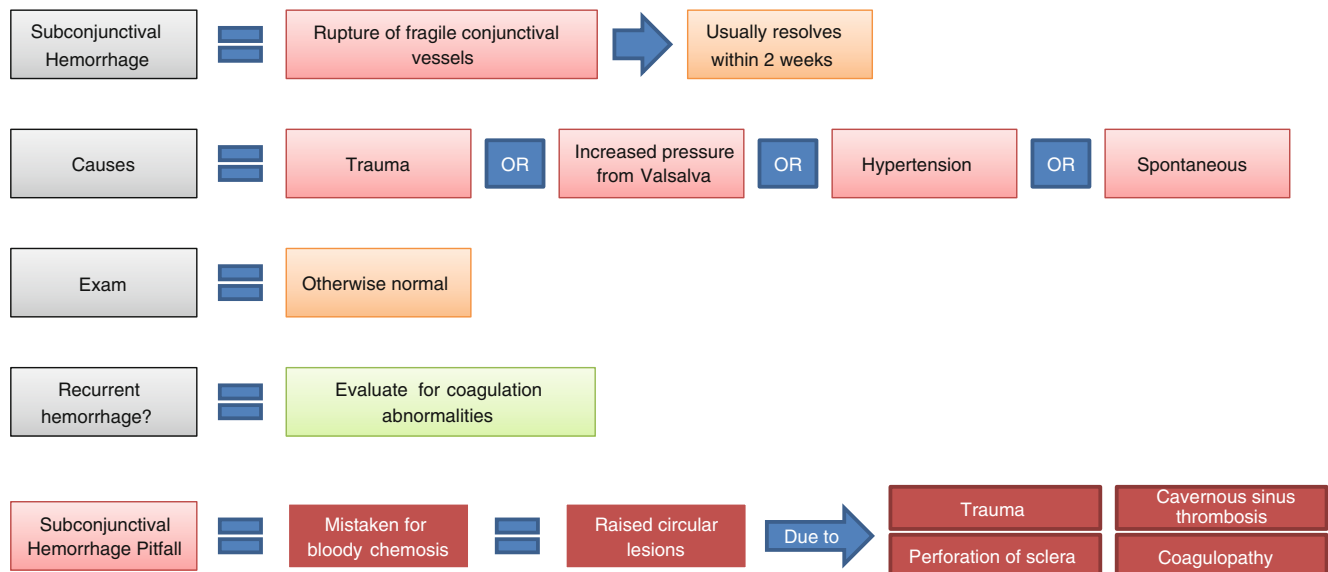 Subconjunctival
Hemorrhage
Rupture of fragile conjunctival
vessels
Usually resolves
within 2 weeks
Causes
Trauma
OR
Increased pressure
from Valsalva
OR
Hypertension
OR
Spontaneous
Exam
Otherwise normal
Recurrent
hemorrhage?
Evaluate for coagulation
abnormalities
Subconjunctival
Hemorrhage Pitfall
Mistaken for
bloody chemosis
Raised circular
lesions
Due to
Trauma
Cavernous sinus
thrombosis
Perforation of sclera
Coagulopathy